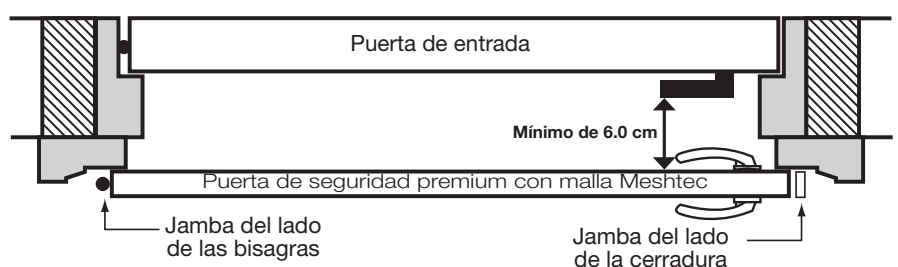 Puerta de entrada
Mínimo de 6.0 cm
Puerta de seguridad premium con malla Meshtec
Jamba del lado
de las bisagras
Jamba del lado
de la cerradura